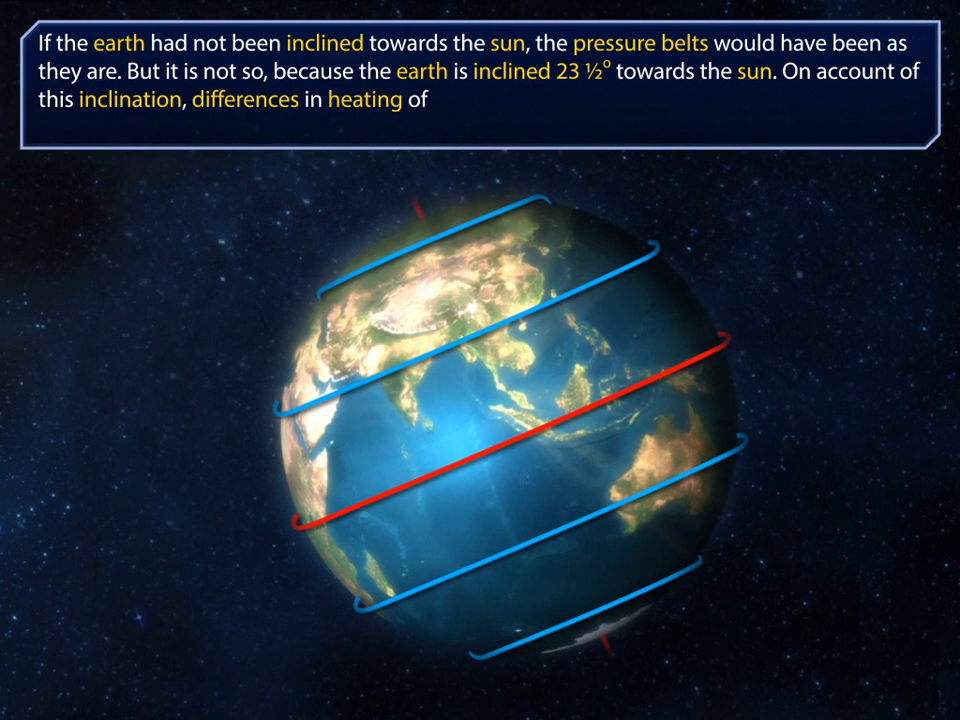 If the earth had not been inclined towards the sun, the pressure belts would have been as
they are. But it is not so, because the earth is inclined 23 ½° towards the sun. On account of
this inclination, differences in heating of